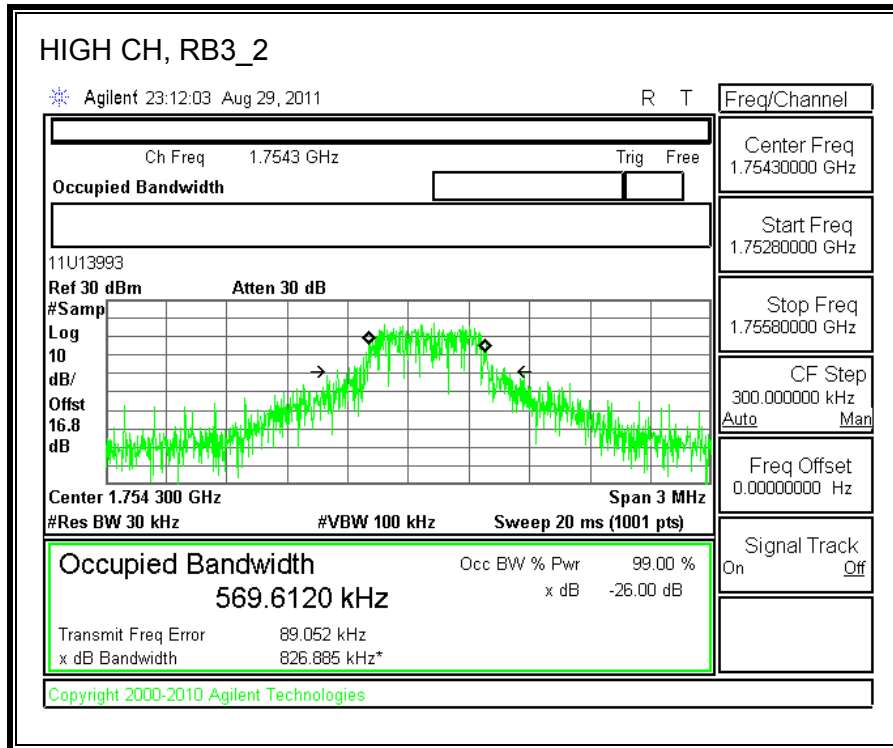 HIGH CH, RB3_2
Agilent 23:12:03 Aug 29, 2011 R T
Freq/Channel
Ch Freq 1.7543 GHz Trig Free
Occupied Bandwidth
Center Freq
1.75430000 GHz
Start Freq
1.75280000 GHz
Stop Freq
1.75580000 GHz
CF Step
300.000000 kHz
Auto Man
Freq Offset
0.00000000 Hz
Signal Track
On Off
11U13993
Ref 30 dBm Atten 30 dB
#Samp
Log
10
dB/
Offst
16.8
dB
Center 1.754 300 GHz Span 3 MHz
#Res BW 30 kHz #VBW 100 kHz Sweep 20 ms (1001 pts)
Occupied Bandwidth Occ BW % Pwr 99.00 %
569.6120 kHz x dB -26.00 dB
Transmit Freq Error 89.052 kHz
x dB Bandwidth 826.885 kHz*
Copyright 2000-2010 Agilent Technologies